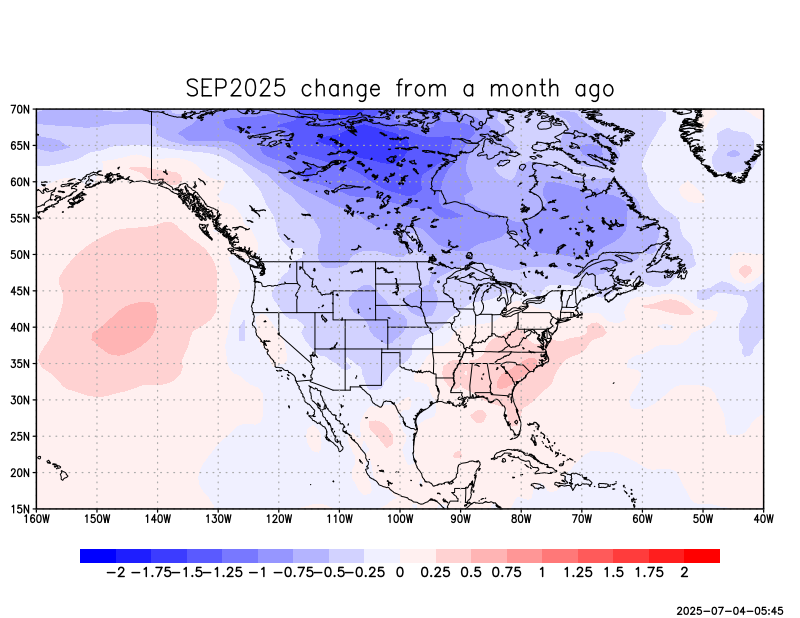 SEP2025 change from a month ago
70N
65N
60N
55N
50N
45N
40N
35N
30N
25N
20N
15N
160W 150W 140W 130W 120W 110W 100W 90W 80W 70W 60W 50W 40W
-2 -1.75 -1.5 -1.25 -1 -0.75 -0.5 -0.25 0 0.25 0.5 0.75 1 1.25 1.5 1.75 2
2025-07-04-05:45